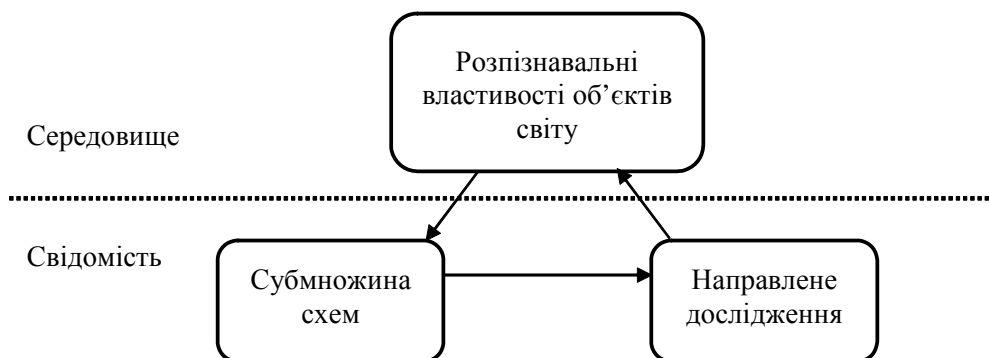 Розпізнавальні
властивості об’єктів
світу
Середовище
Свідомість
Субмножина
схем
Направлене
дослідження